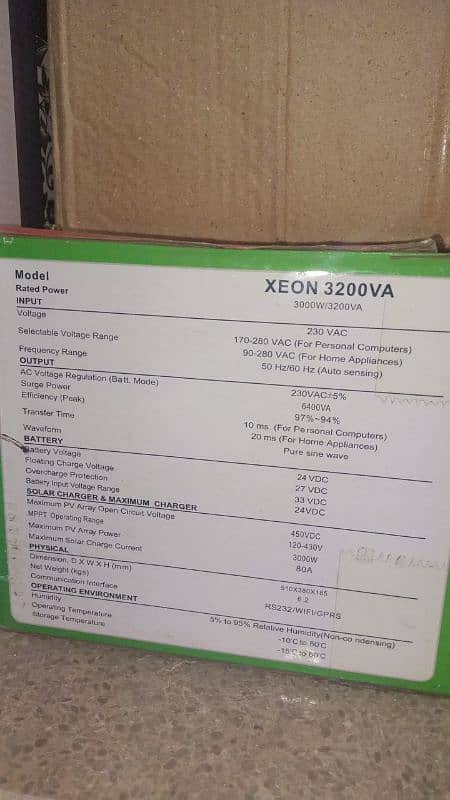 Model XEON 3200VA
Rated Power 3000W/3200VA
INPUT
Voltage 230 VAC
Selectable Voltage Range 170-280 VAC (For Personal Computers)
90-280 VAC (For Home Appliances)
Frequency Range 50 Hz/60 Hz (Auto sensing)
OUTPUT
AC Voltage Regulation (Batt. Mode) 230VAC±5%
Surge Power 6400VA
Efficiency (Peak) 97%~94%
Transfer Time 10 ms (For Personal Computers)
20 ms (For Home Appliances)
Waveform Pure sine wave
BATTERY
Battery Voltage 24 VDC
Floating Charge Voltage 27 VDC
Overcharge Protection 33 VDC
Battery Input Voltage Range 24VDC
SOLAR CHARGER & MAXIMUM CHARGER
Maximum PV Array Open Circuit Voltage 450VDC
MPPT Operating Range 120-430V
Maximum PV Array Power 3000W
Maximum Solar Charge Current 80A
PHYSICAL
Dimension, D X W X H (mm) 510X380X165
Net Weight (kgs) 6.2
Communication Interface RS232/WIFI/GPRS
OPERATING ENVIRONMENT
Humidity 5% to 95% Relative Humidity(Non-co ndensing)
Operating Temperature -10°C to 50°C
Storage Temperature -15°C to 60°C